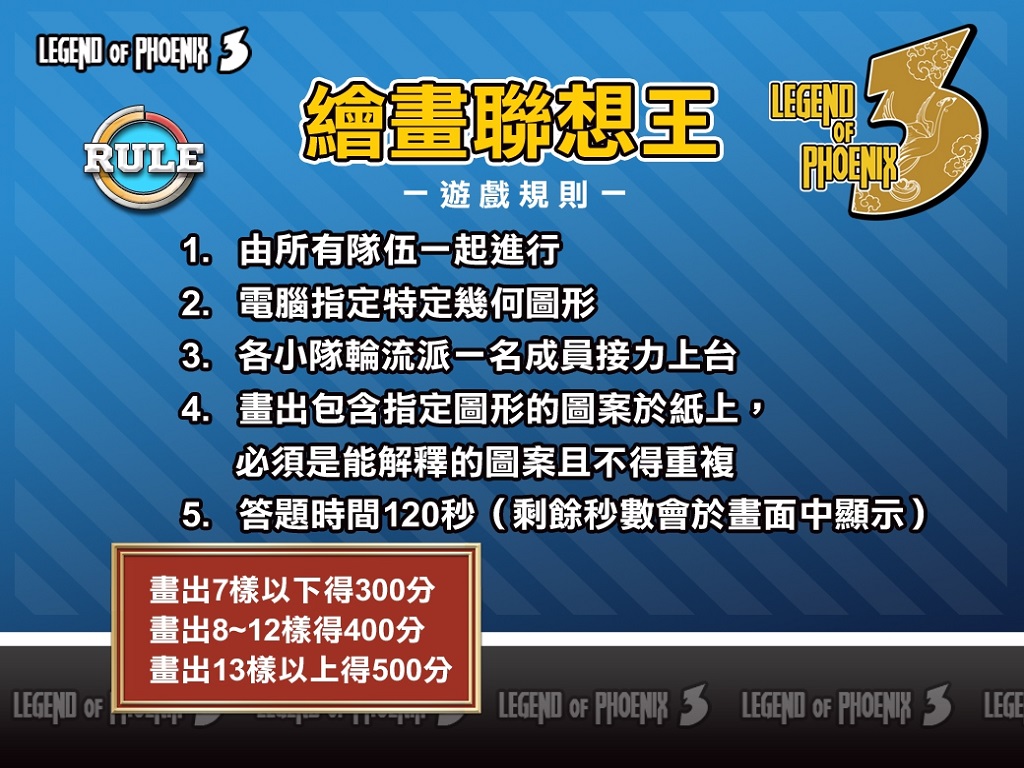 LEGEND OF PHOENIX 3
RULE
繪畫聯想王
LEGEND
OF
PHOENIX
3
－遊戲規則－
1. 由所有隊伍一起進行
2. 電腦指定特定幾何圖形
3. 各小隊輪流派一名成員接力上台
4. 畫出包含指定圖形的圖案於紙上，
必須是能解釋的圖案且不得重複
5. 答題時間120秒（剩餘秒數會於畫面中顯示）
畫出7樣以下得300分
畫出8~12樣得400分
畫出13樣以上得500分
LEGEND OF
LEGEND OF PHOENIX 3
LEGEND OF PHOENIX 3
LEGE